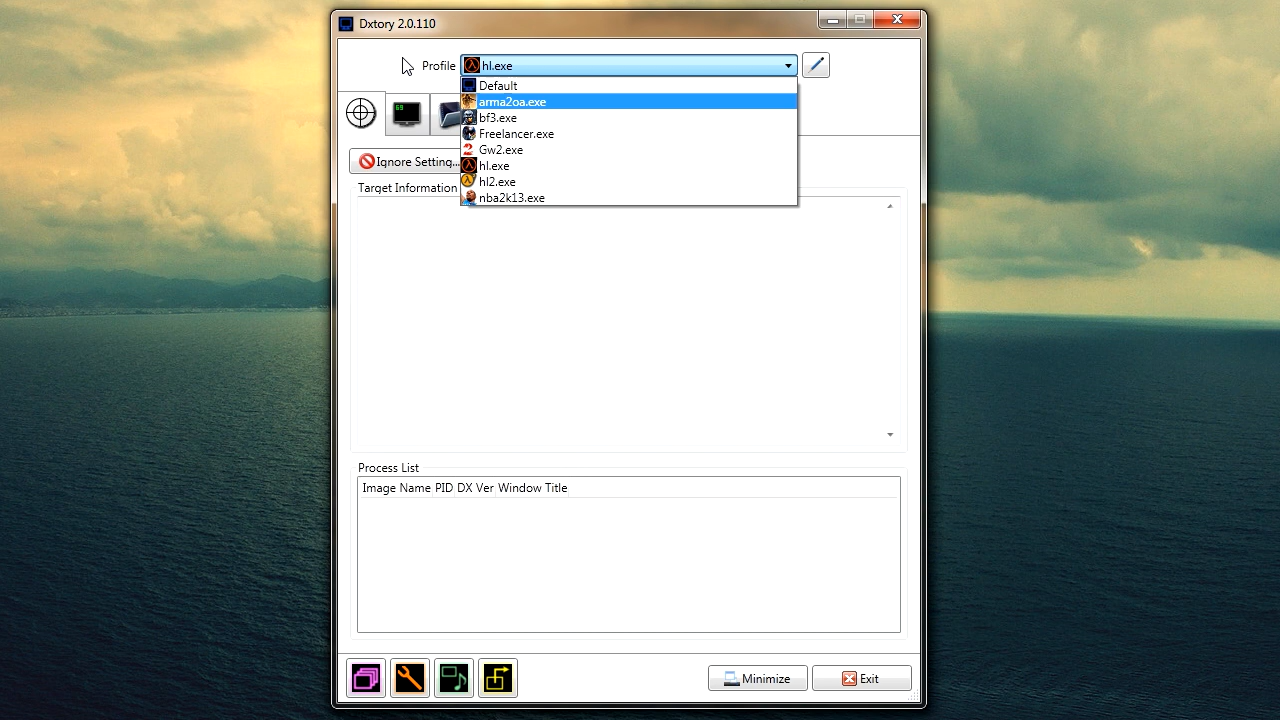 Dxtory 2.0.110
Profile hl.exe
Default
arma2oa.exe
bf3.exe
Freelancer.exe
Gw2.exe
hl.exe
hl2.exe
nba2k13.exe
69
Ignore Setting...
Target Information
Process List
Image Name PID DX Ver Window Title
Minimize
Exit